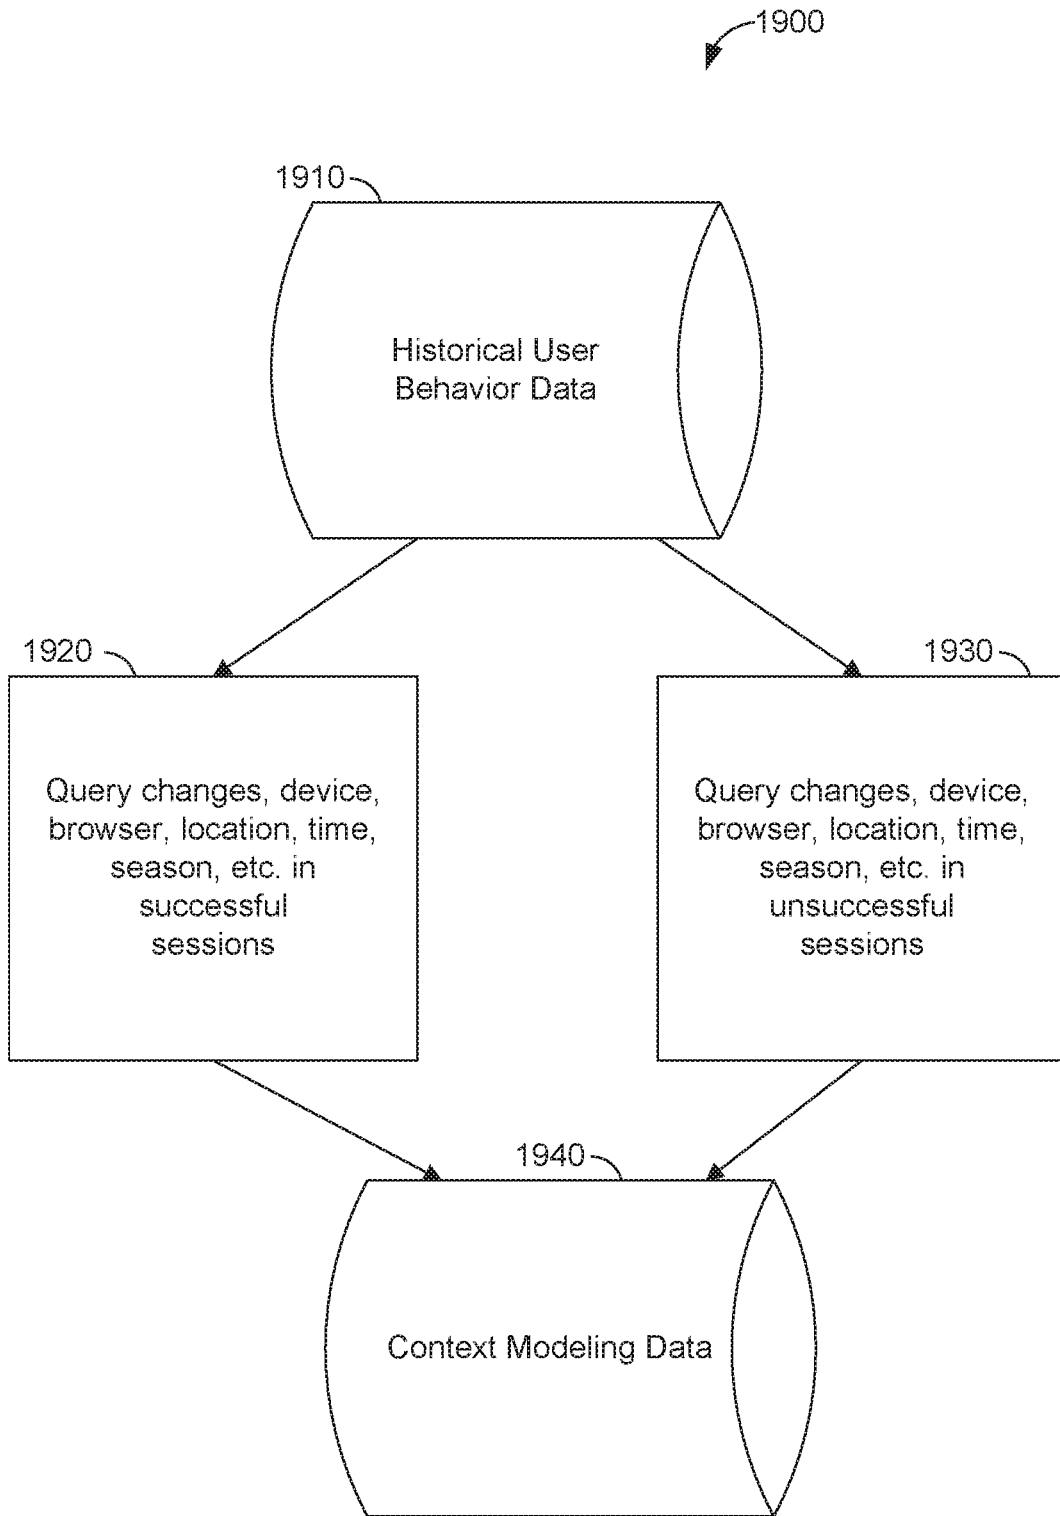 1900
1910
Historical User
Behavior Data
1920
Query changes, device,
browser, location, time,
season, etc. in
successful
sessions
1930
Query changes, device,
browser, location, time,
season, etc. in
unsuccessful
sessions
1940
Context Modeling Data